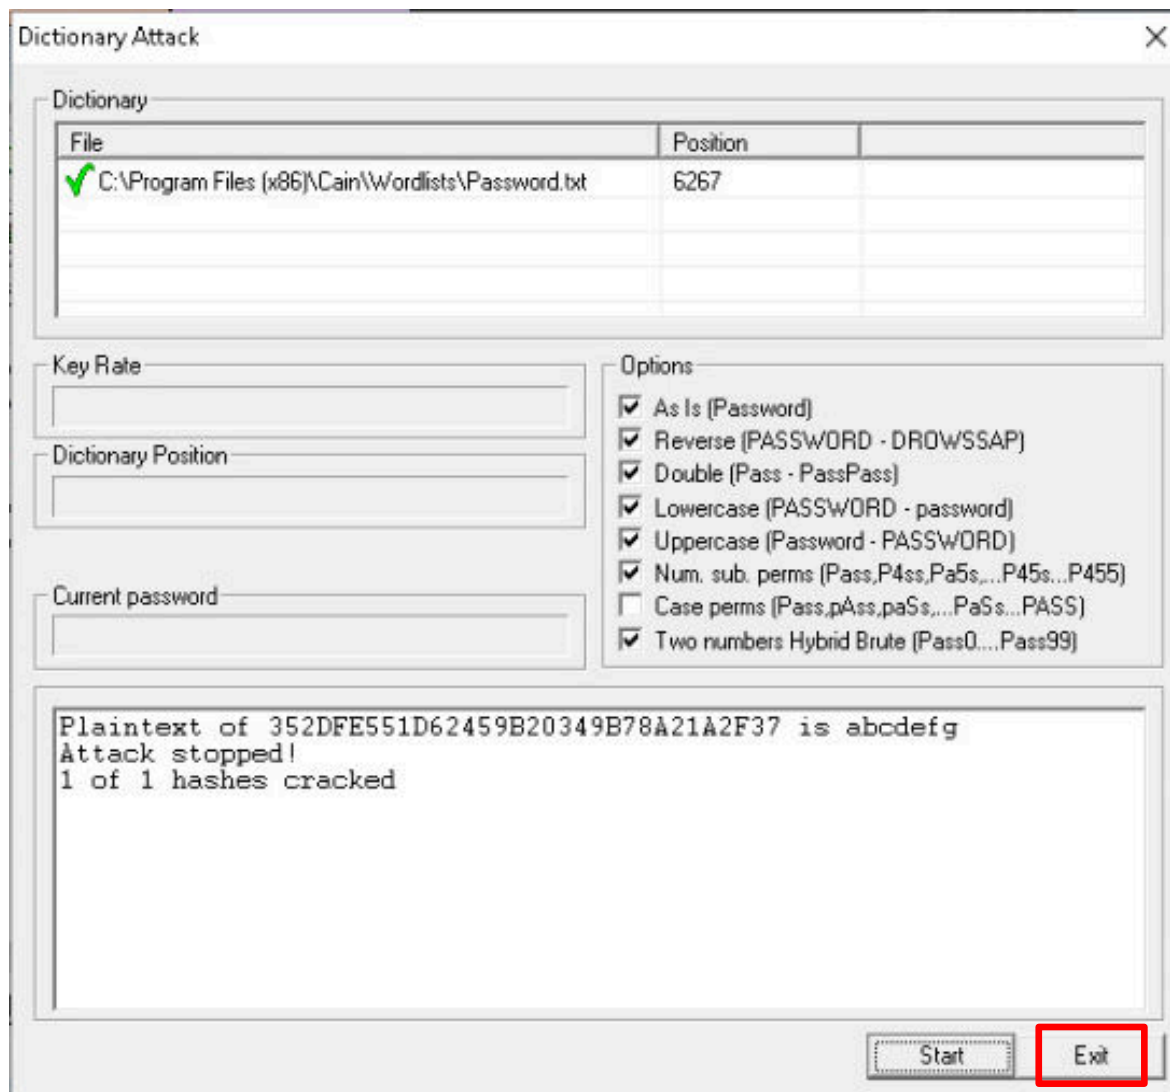 Dictionary Attack
Dictionary
File Position
C:\Program Files (x86)\Cain\Wordlists\Password.txt 6267
Key Rate
Dictionary Position
Current password
Options
As Is (Password)
Reverse (PASSWORD - DROWSSAP)
Double (Pass - PassPass)
Lowercase (PASSWORD - password)
Uppercase (Password - PASSWORD)
Num. sub. perms (Pass,P4ss,Pa5s,...P45s...P455)
Case perms (Pass,pAss,paSs,...PaSs...PASS)
Two numbers Hybrid Brute (Pass0....Pass99)
Plaintext of 352DFE551D62459B20349B78A21A2F37 is abcdefg
Attack stopped!
1 of 1 hashes cracked
Start Exit